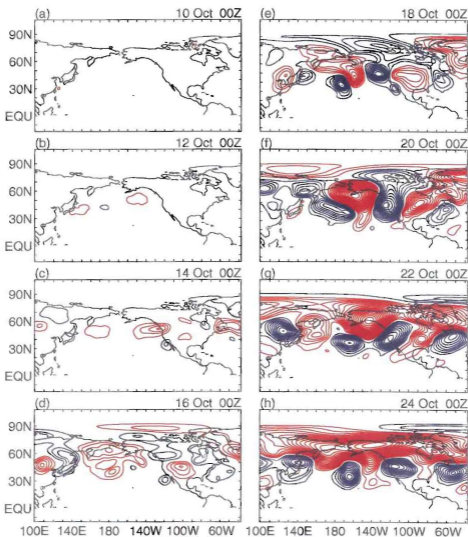 (a) 10 Oct 00Z
90N
60N
30N
EQU
(b) 12 Oct 00Z
90N
60N
30N
EQU
(c) 14 Oct 00Z
90N
60N
30N
EQU
(d) 16 Oct 00Z
90N
60N
30N
EQU
100E 140E 180E 140W 100W 60W
(e) 18 Oct 00Z
(f) 20 Oct 00Z
(g) 22 Oct 00Z
(h) 24 Oct 00Z
100E 140E 180E 140W 100W 60W